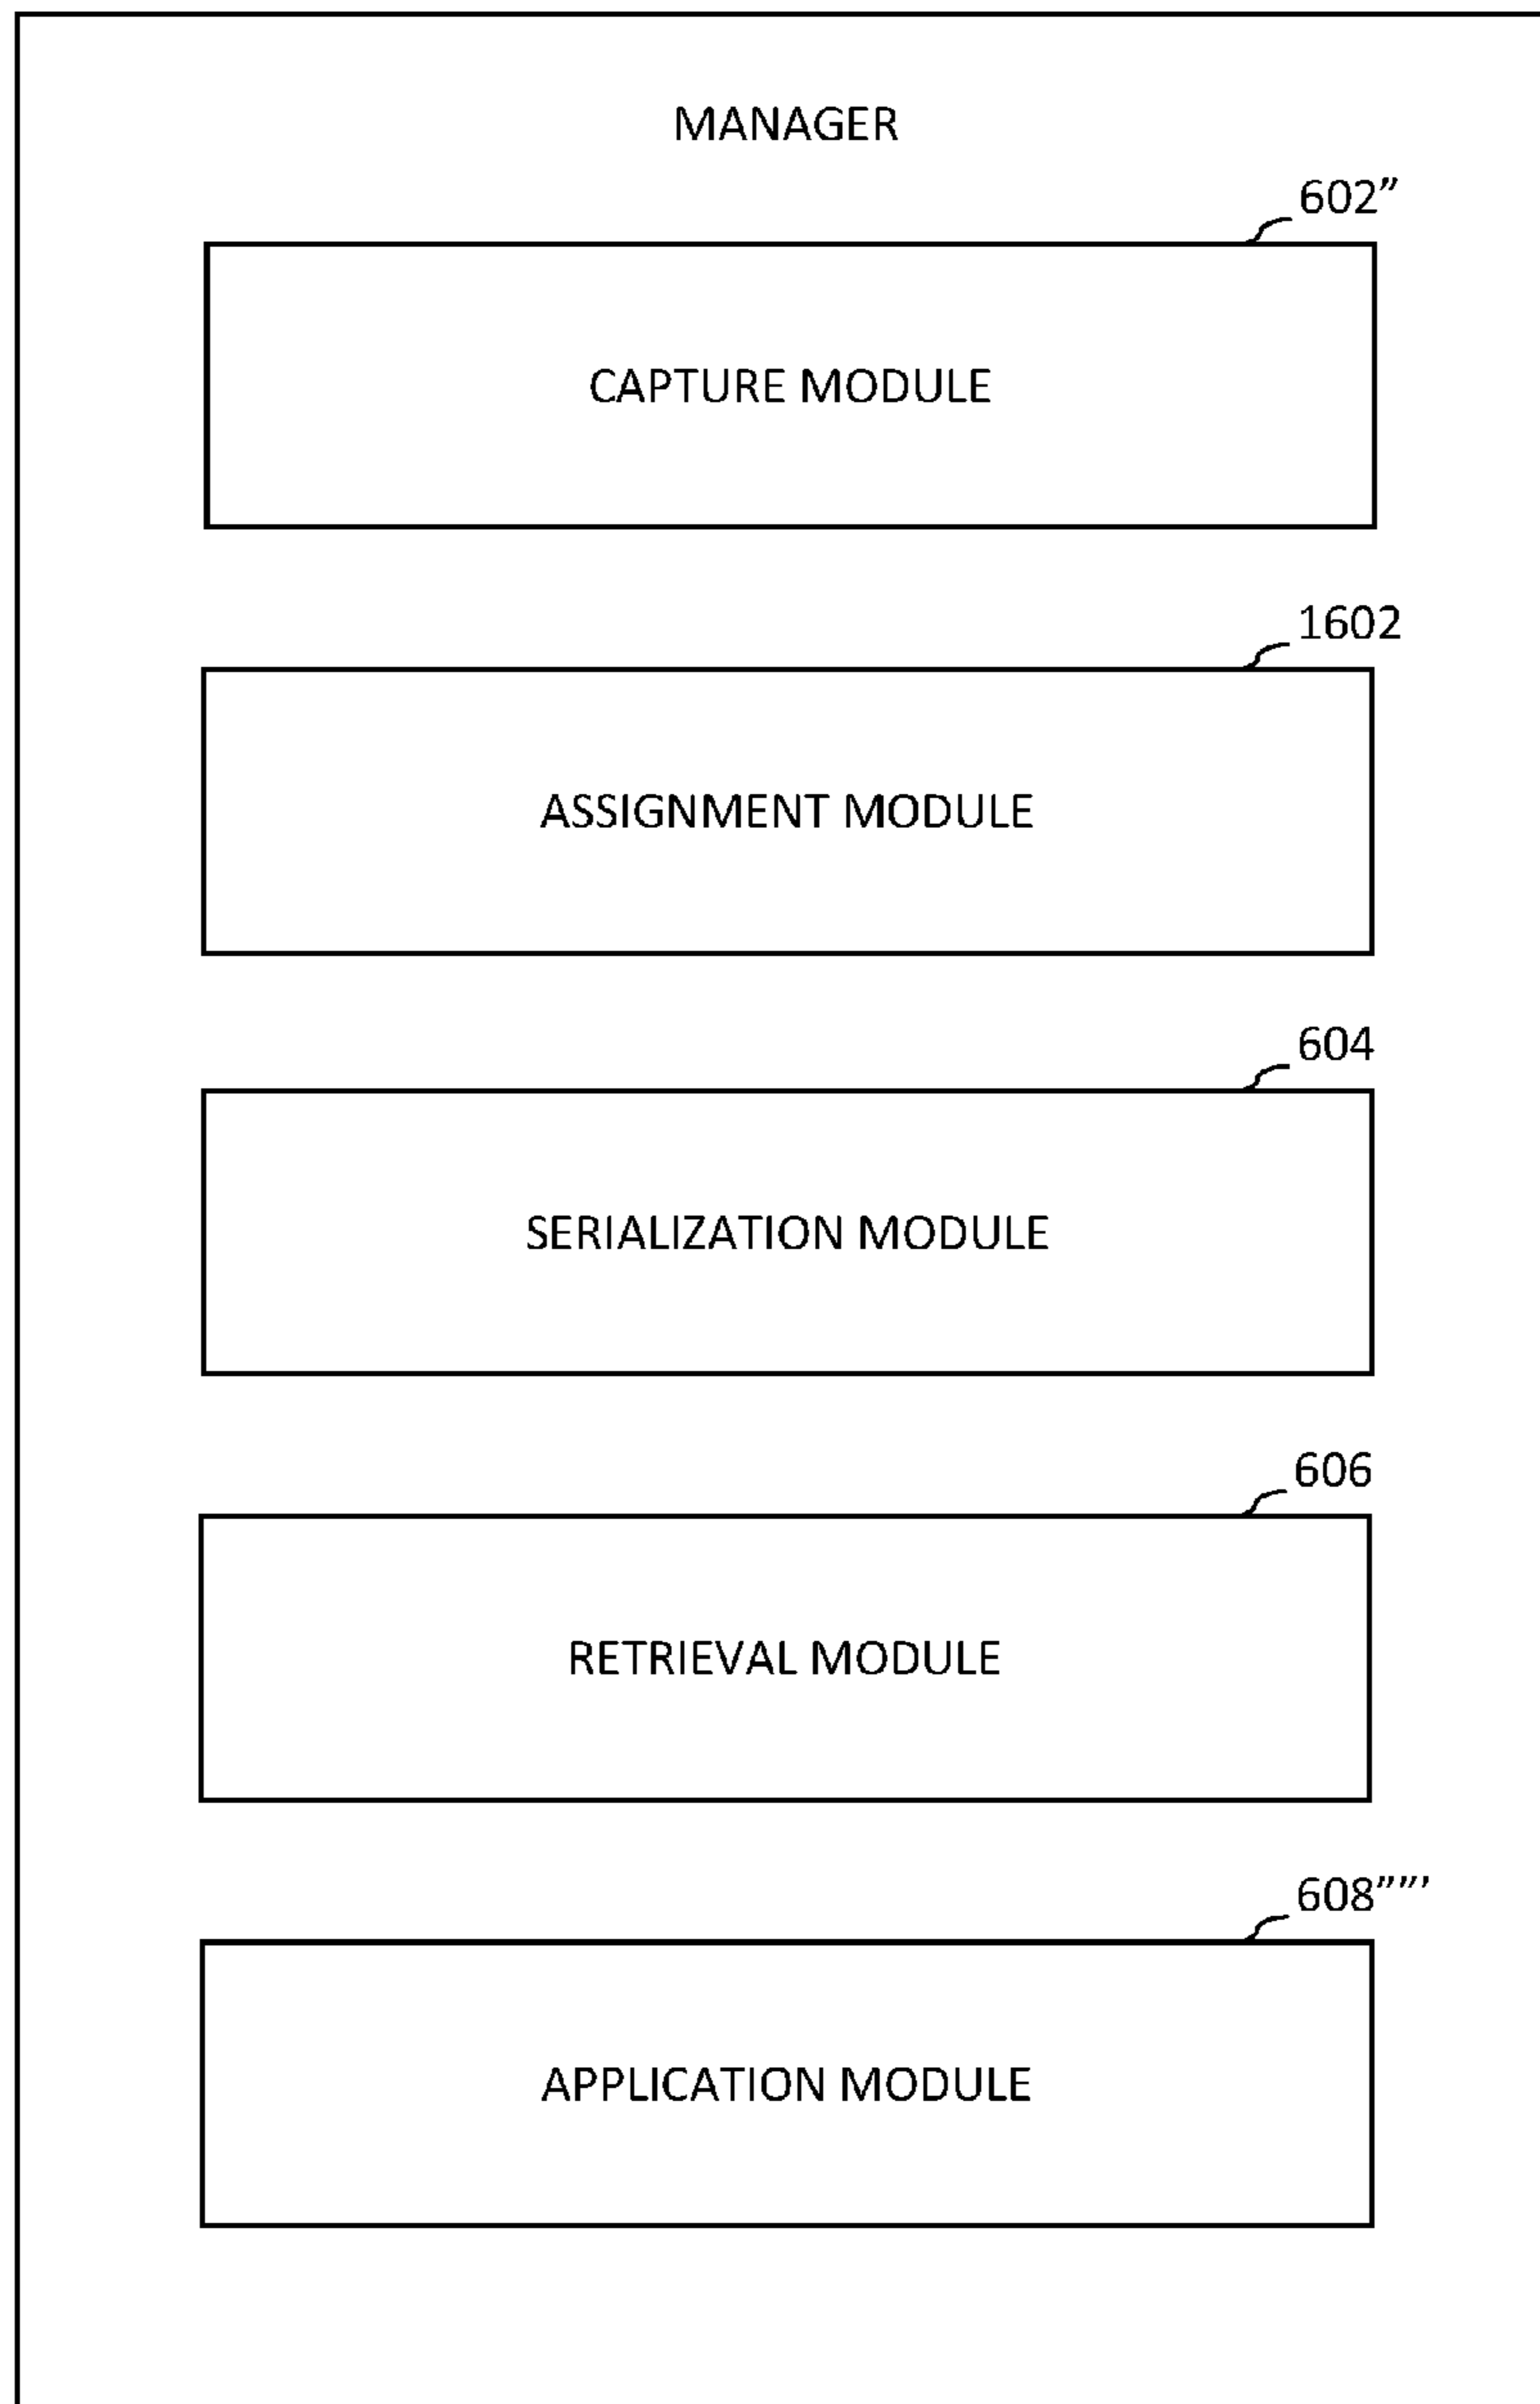 MANAGER
602”
CAPTURE MODULE
1602
ASSIGNMENT MODULE
604
SERIALIZATION MODULE
606
RETRIEVAL MODULE
608”””’
APPLICATION MODULE